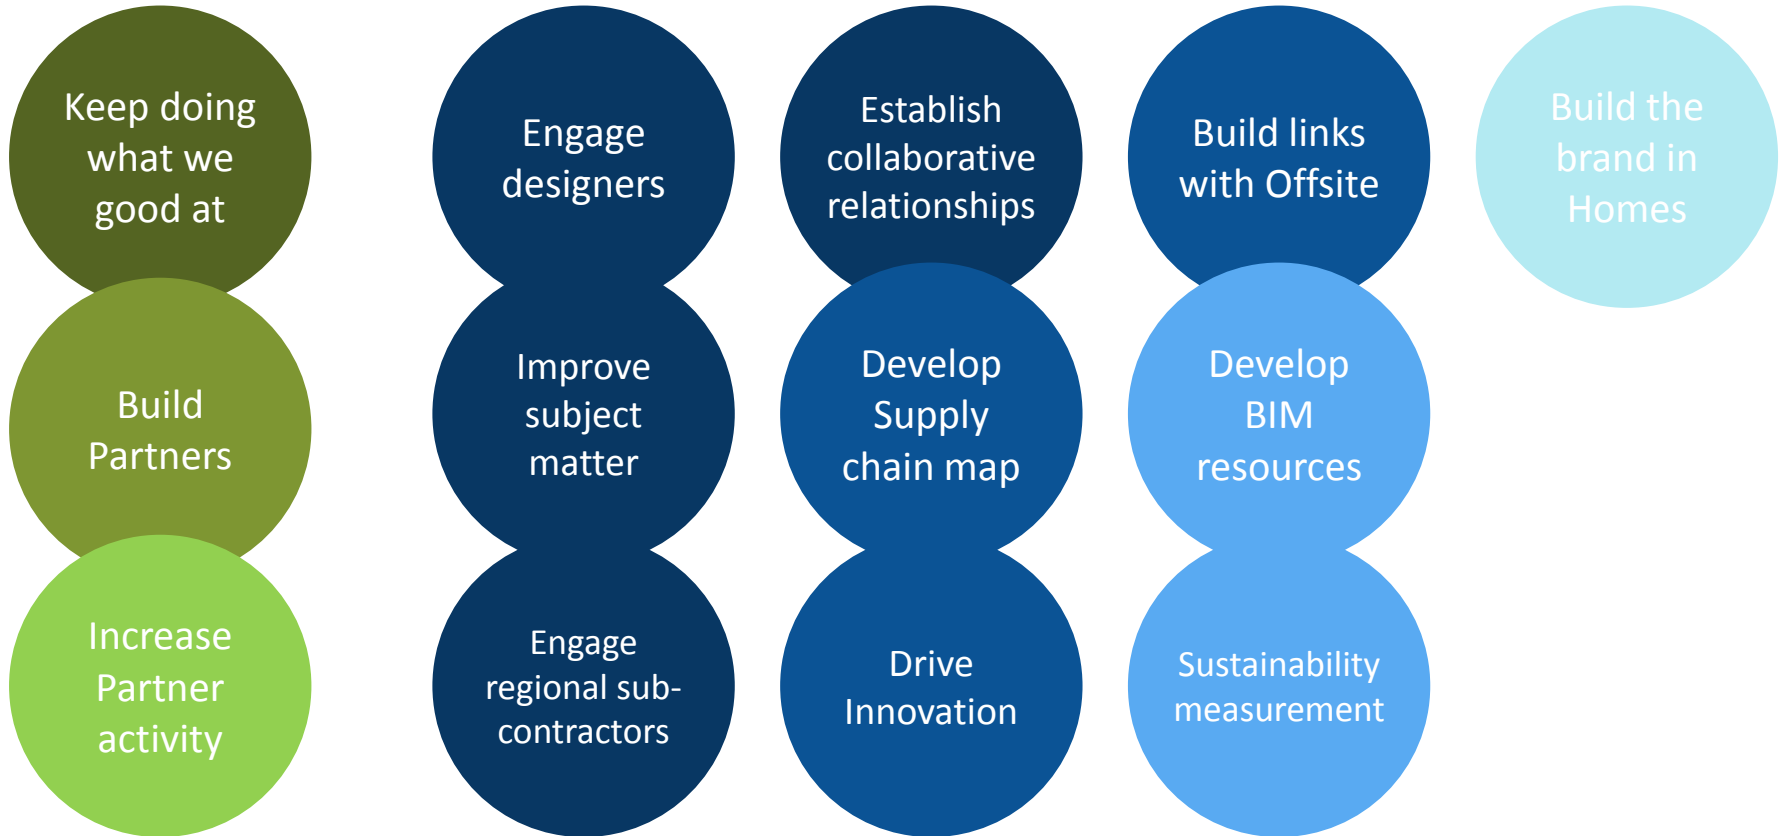 Keep doing
what we
good at
Build
Partners
Increase
Partner
activity
Engage
designers
Improve
subject
matter
Engage
regional sub-
contractors
Establish
collaborative
relationships
Develop
Supply
chain map
Drive
Innovation
Build links
with Offsite
Develop
BIM
resources
Sustainability
measurement
Build the
brand in
Homes